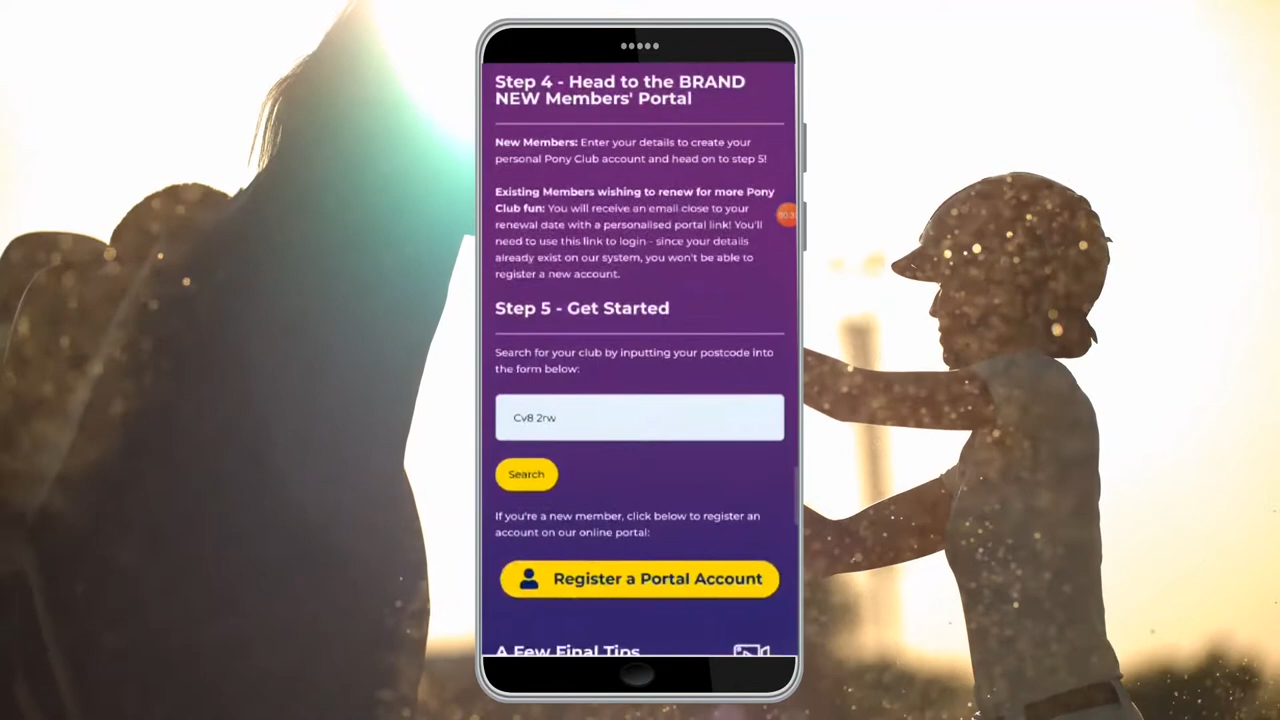 Step 4 - Head to the BRAND
NEW Members' Portal
New Members: Enter your details to create your
personal Pony Club account and head on to step 5!
Existing Members wishing to renew for more Pony
Club fun: You will receive an email close to your
renewal date with a personalised portal link! You'll
need to use this link to login - since your details
already exist on our system, you won't be able to
register a new account.
Step 5 - Get Started
Search for your club by inputting your postcode into
the form below:
Cv8 2rw
Search
If you're a new member, click below to register an
account on our online portal:
Register a Portal Account
A Few Final Tips